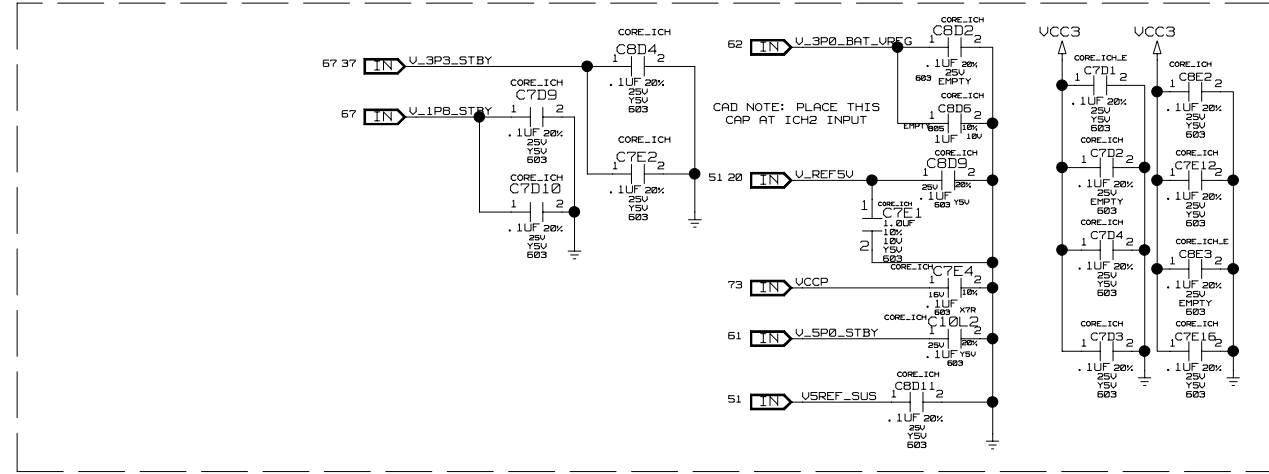 67 37 IN V_3P3_STBY
CORE_ICH
C8D4
1 2
.1UF 20%
25V
Y5V
603
67 IN V_1P8_STBY
CORE_ICH
C7D9
1 2
.1UF 20%
25V
Y5V
603
CORE_ICH
C7E2
1 2
.1UF 20%
25V
Y5V
603
CORE_ICH
C7D10
1 2
.1UF 20%
25V
Y5V
603
62 IN V_3P0_BAT_VREG
CORE_ICH
C8D2
1 2
.1UF 20%
603 25V
EMPTY
CAD NOTE: PLACE THIS
CAP AT ICH2 INPUT
CORE_ICH
C8D6
1 2
EMPTY 805 10%
1UF 10V
51 20 IN V_REF5V
CORE_ICH
C8D9
1 2
25V 20%
.1UF
603 Y5V
CORE_ICH
1 C7E1
1.0UF
10%
10V
2 Y5V
603
73 IN VCCP
CORE_ICH
C7E4
1 2
16V 10%
.1UF X7R
603
61 IN V_5P0_STBY
CORE_ICH
C10L2
1 2
25V 20%
.1UF Y5V
603
51 IN V5REF_SUS
CORE_ICH
C8D11
1 2
.1UF 20%
25V
Y5V
603
VCC3
CORE_ICH_E
C7D1
1 2
.1UF 20%
25V
Y5V
603
CORE_ICH
C7D2
1 2
.1UF 20%
25V
EMPTY
603
CORE_ICH
C7D4
1 2
.1UF 20%
25V
Y5V
603
CORE_ICH
C7D3
1 2
.1UF 20%
25V
Y5V
603
VCC3
CORE_ICH
C8E2
1 2
.1UF 20%
25V
Y5V
603
CORE_ICH
C7E12
1 2
.1UF 20%
25V
Y5V
603
CORE_ICH_E
C8E3
1 2
.1UF 20%
25V
EMPTY
603
CORE_ICH
C7E16
1 2
.1UF 20%
25V
Y5V
603